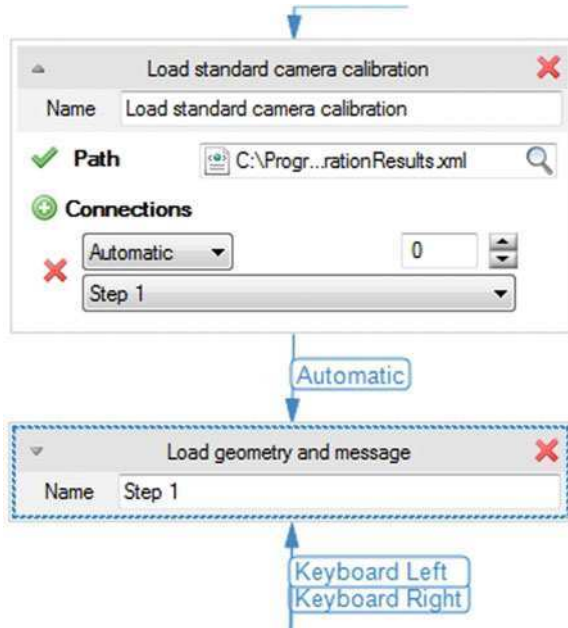 Load standard camera calibration
Name Load standard camera calibration
Path C:\Progr...rationResults.xml
Connections
Automatic 0
Step 1
Automatic
Load geometry and message
Name Step 1
Keyboard Left
Keyboard Right